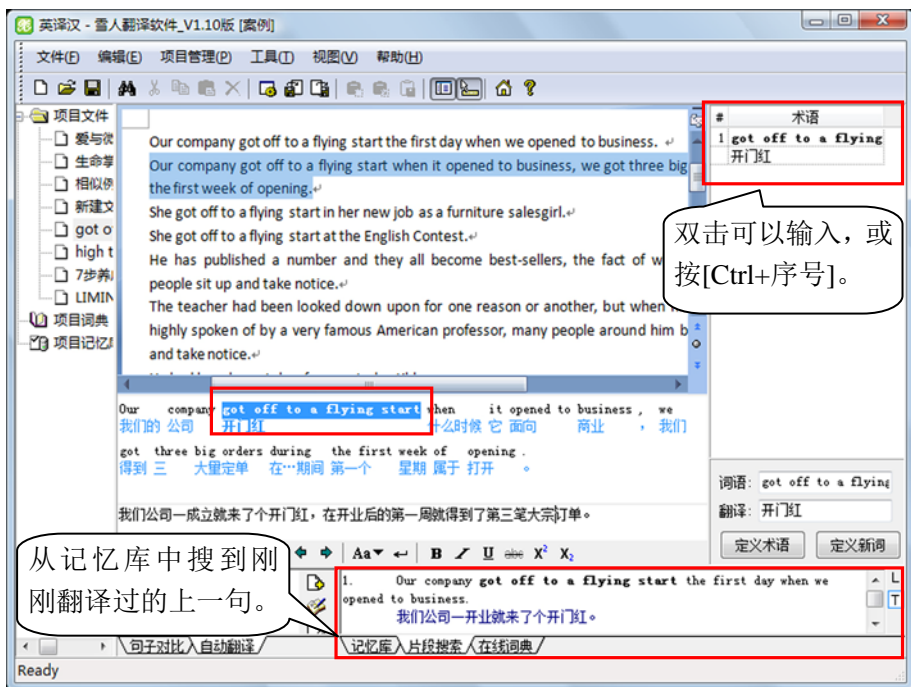 英译汉 - 雪人翻译软件_V1.10版 [案例]
文件(F) 编辑(E) 项目管理(P) 工具(T) 视图(V) 帮助(H)
项目文件
爱与欲
生命掌
相似例
新建文
got o
high t
7步养
LIMIN
项目词典
项目记忆
Our company got off to a flying start the first day when we opened to business.
Our company got off to a flying start when it opened to business, we got three big
the first week of opening.
She got off to a flying start in her new job as a furniture salesgirl.
She got off to a flying start at the English Contest.
He has published a number and they all become best-sellers, the fact of w
people sit up and take notice.
The teacher had been looked down upon for one reason or another, but when
highly spoken of by a very famous American professor, many people around him b
and take notice.
# 术语
1 got off to a flying
开门红
双击可以输入，或
按[Ctrl+序号]。
Our company got off to a flying start when it opened to business , we
我们的 公司 开门红 什么时候 它 面向 商业 ， 我们
got three big orders during the first week of opening .
得到 三 大量定单 在…期间 第一个 星期 属于 打开 。
我们公司一成立就来了个开门红，在开业后的第一周就得到了第三笔大宗订单。
词语: got off to a flying
翻译: 开门红
定义术语 定义新词
从记忆库中搜到刚
刚翻译过的上一句。
Aa B I U abc X² X₂
1. Our company got off to a flying start the first day when we
opened to business.
我们公司一开业就来了个开门红。
L
T
句子对比 自动翻译 记忆库 片段搜索 在线词典
Ready